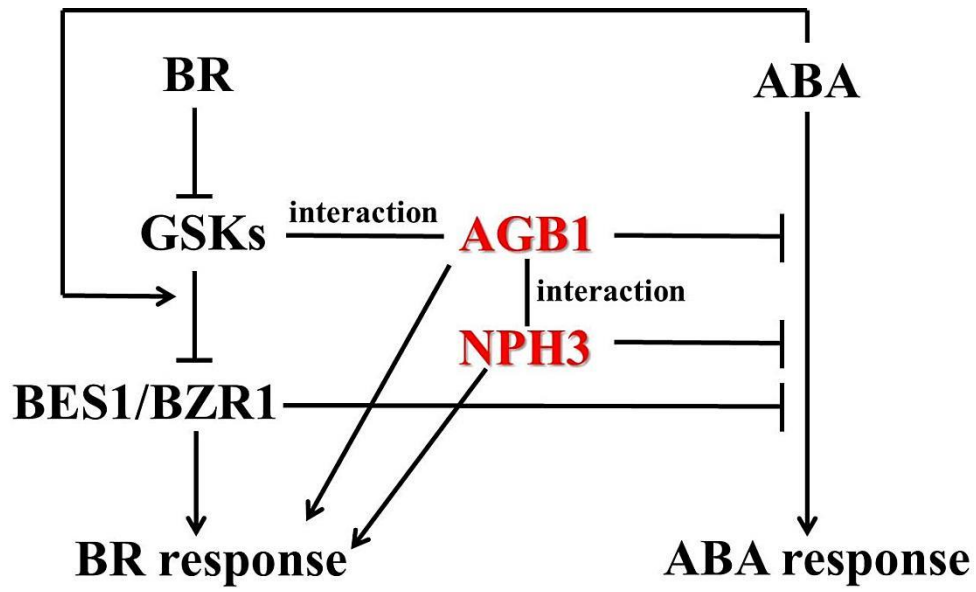 BR
ABA
interaction
GSKs
AGB1
interaction
NPH3
BES1/BZR1
BR response
ABA response